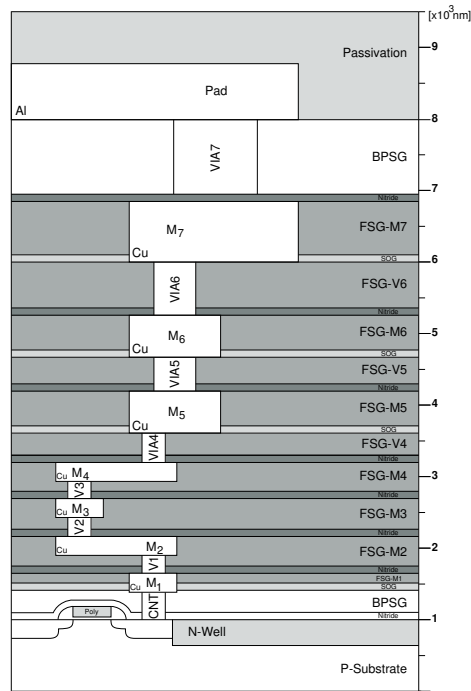 [x10³ nm]
9
Passivation
Pad
Al
8
VIA7
BPSG
7
Nitride
M7
FSG-M7
Cu
SOG
6
VIA6
FSG-V6
Nitride
M6
FSG-M6
5
Cu
SOG
VIA5
FSG-V5
Nitride
M5
FSG-M5
4
Cu
SOG
VIA4
FSG-V4
Nitride
Cu M4
FSG-M4
3
V3
Nitride
Cu M3
FSG-M3
V2
Nitride
Cu
M2
FSG-M2
2
V1
Nitride
Cu M1
FSG-M1
SOG
CNT
BPSG
Poly
Nitride
1
N-Well
P-Substrate